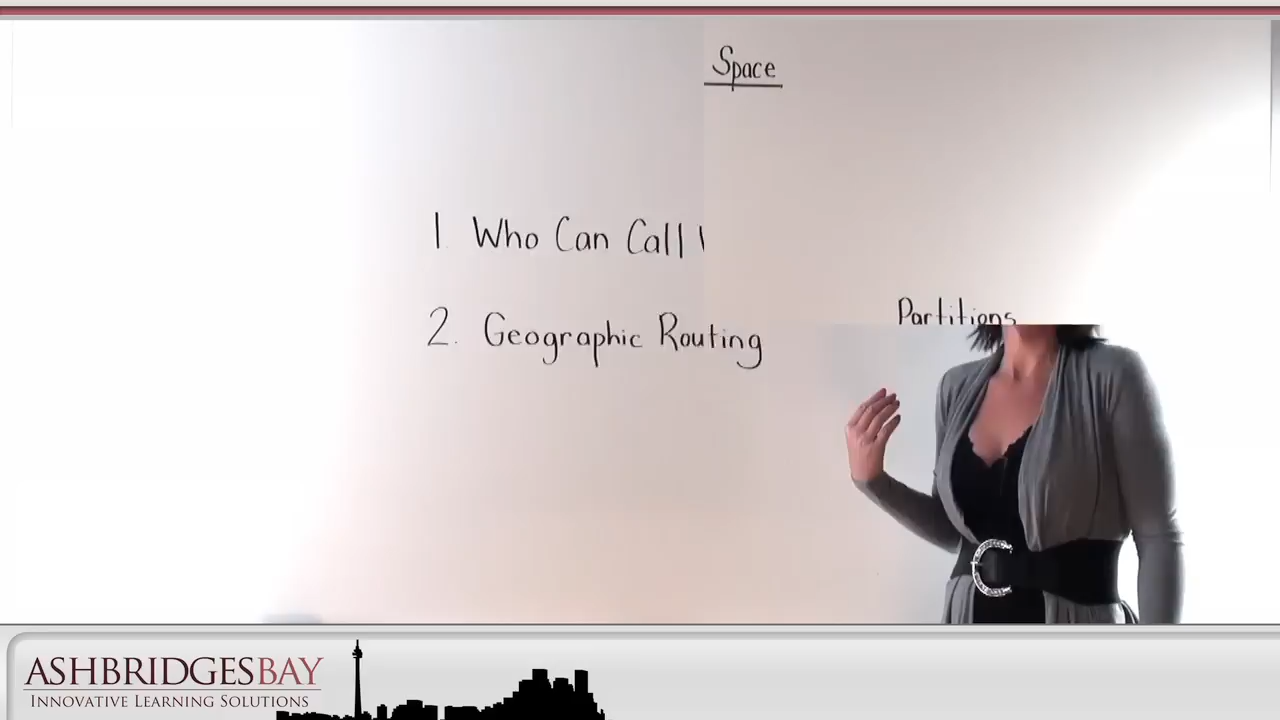 Space
1. Who Can Call
2. Geographic Routing
Partitions
ASHBRIDGESBAY
INNOVATIVE LEARNING SOLUTIONS